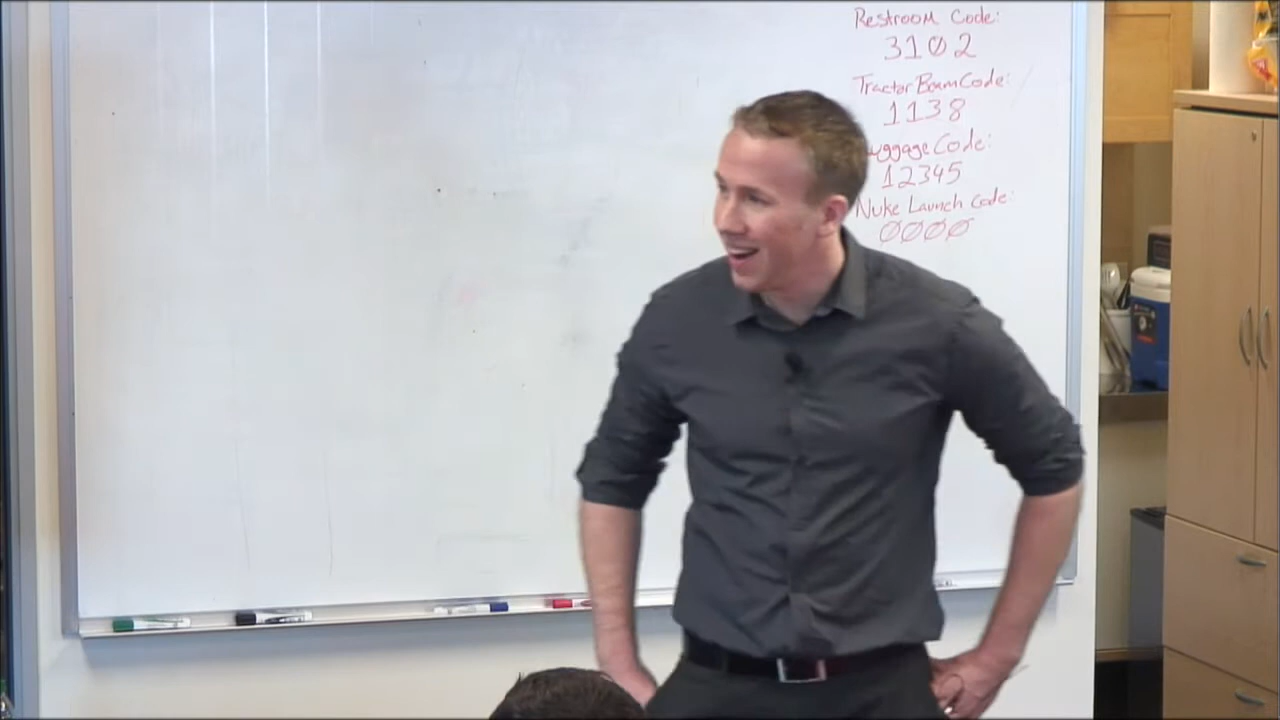 Restroom Code:
3102
Tractor Beam Code:
1138
uggage Code:
12345
Nuke Launch Code:
0000